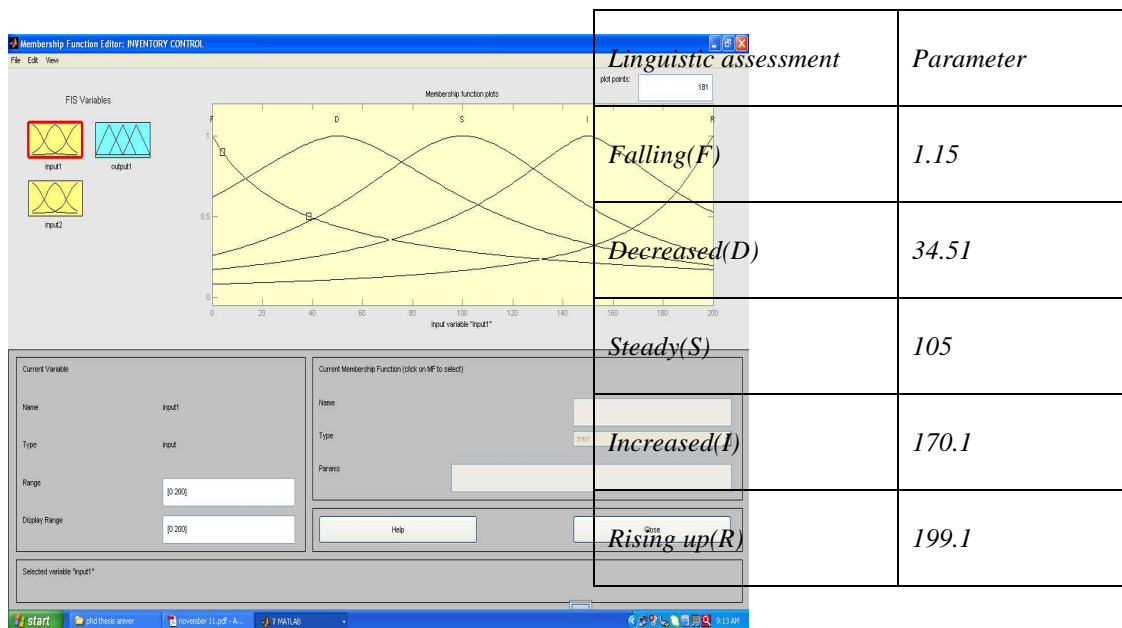 Membership Function Editor: INVENTORY CONTROL
File Edit View
FIS Variables
input1
output1
input2
plot points:
181
Membership function plots
F D S I R
1
0.5
0
0 20 40 60 80 100 120 140 160 180 200
input variable "input1"
Current Variable
Name input1
Type input
Range [0 200]
Display Range [0 200]
Current Membership Function (click on MF to select)
Name
Type trimf
Params
Help Close
Selected variable "input1"
start phd thesis aniver november 11.pdf - A... 7 MATLAB 9:13 AM
Linguistic assessment Parameter
Falling(F) 1.15
Decreased(D) 34.51
Steady(S) 105
Increased(I) 170.1
Rising up(R) 199.1